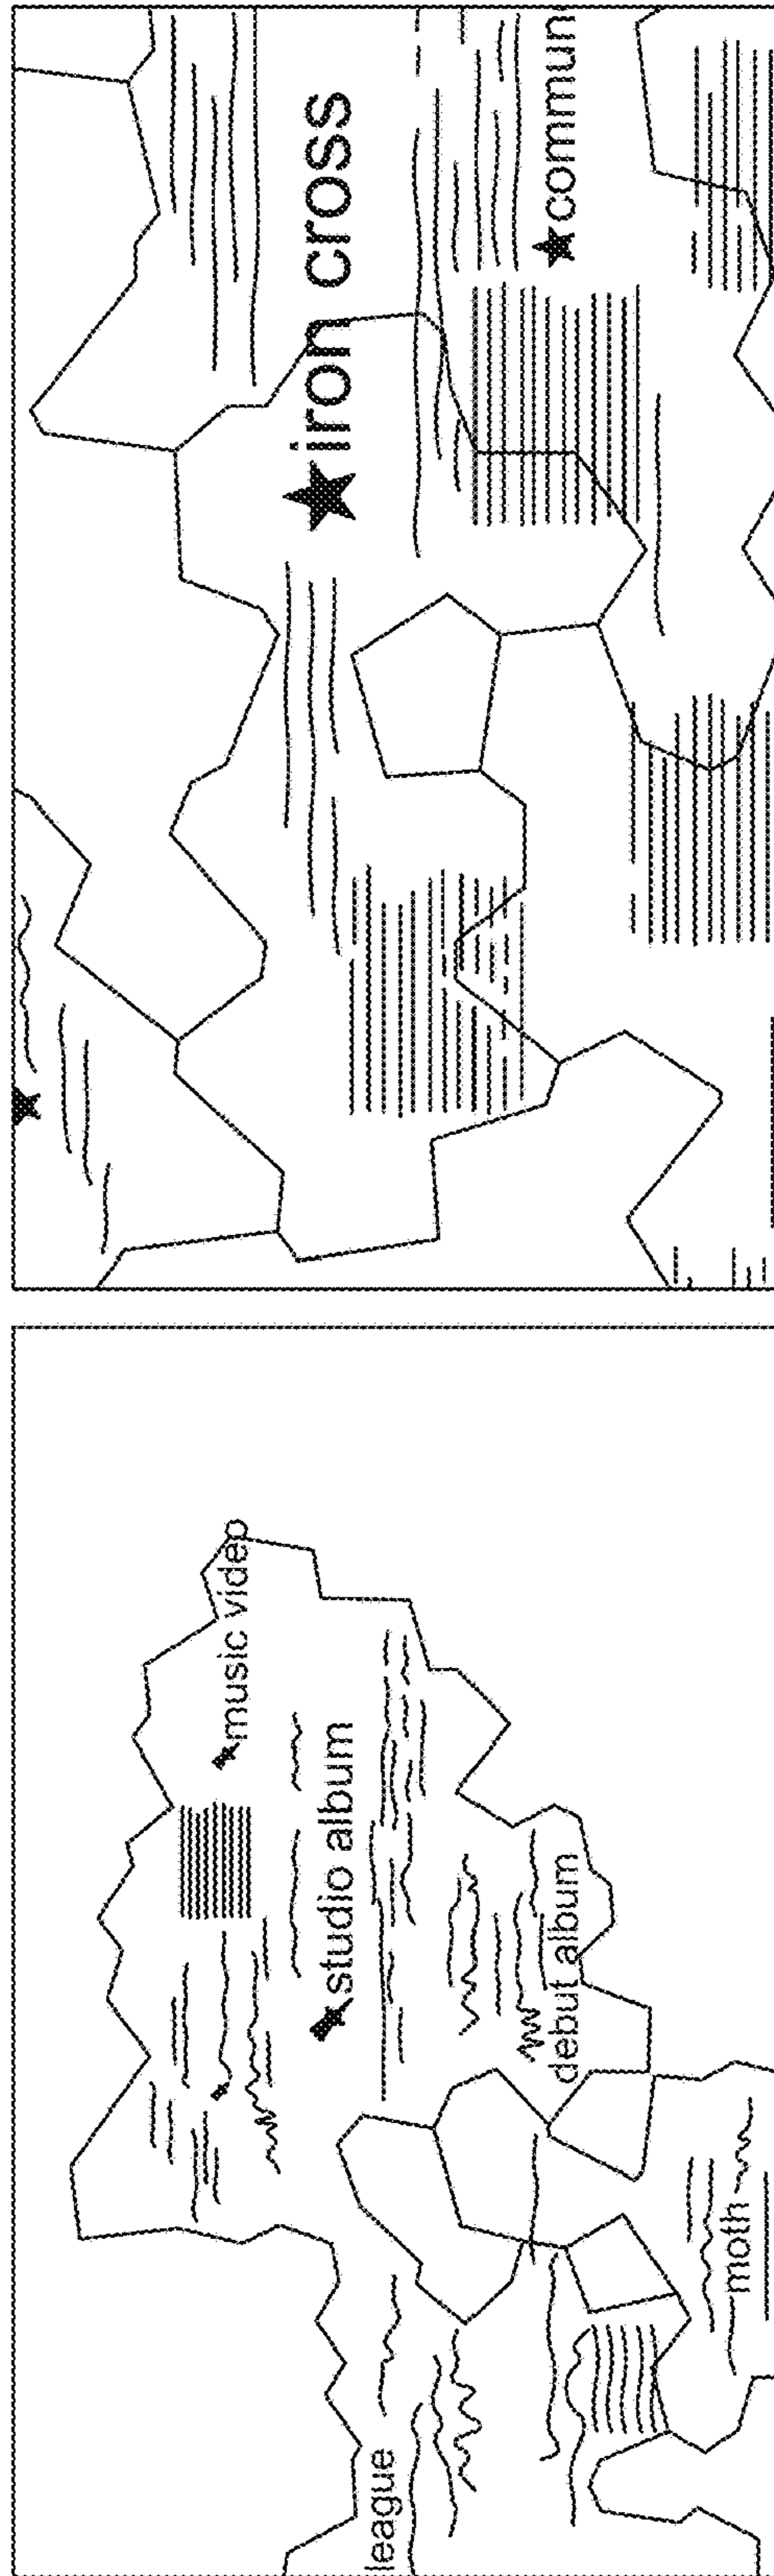 iron cross
commun
music video
studio album
debut album
league
moth